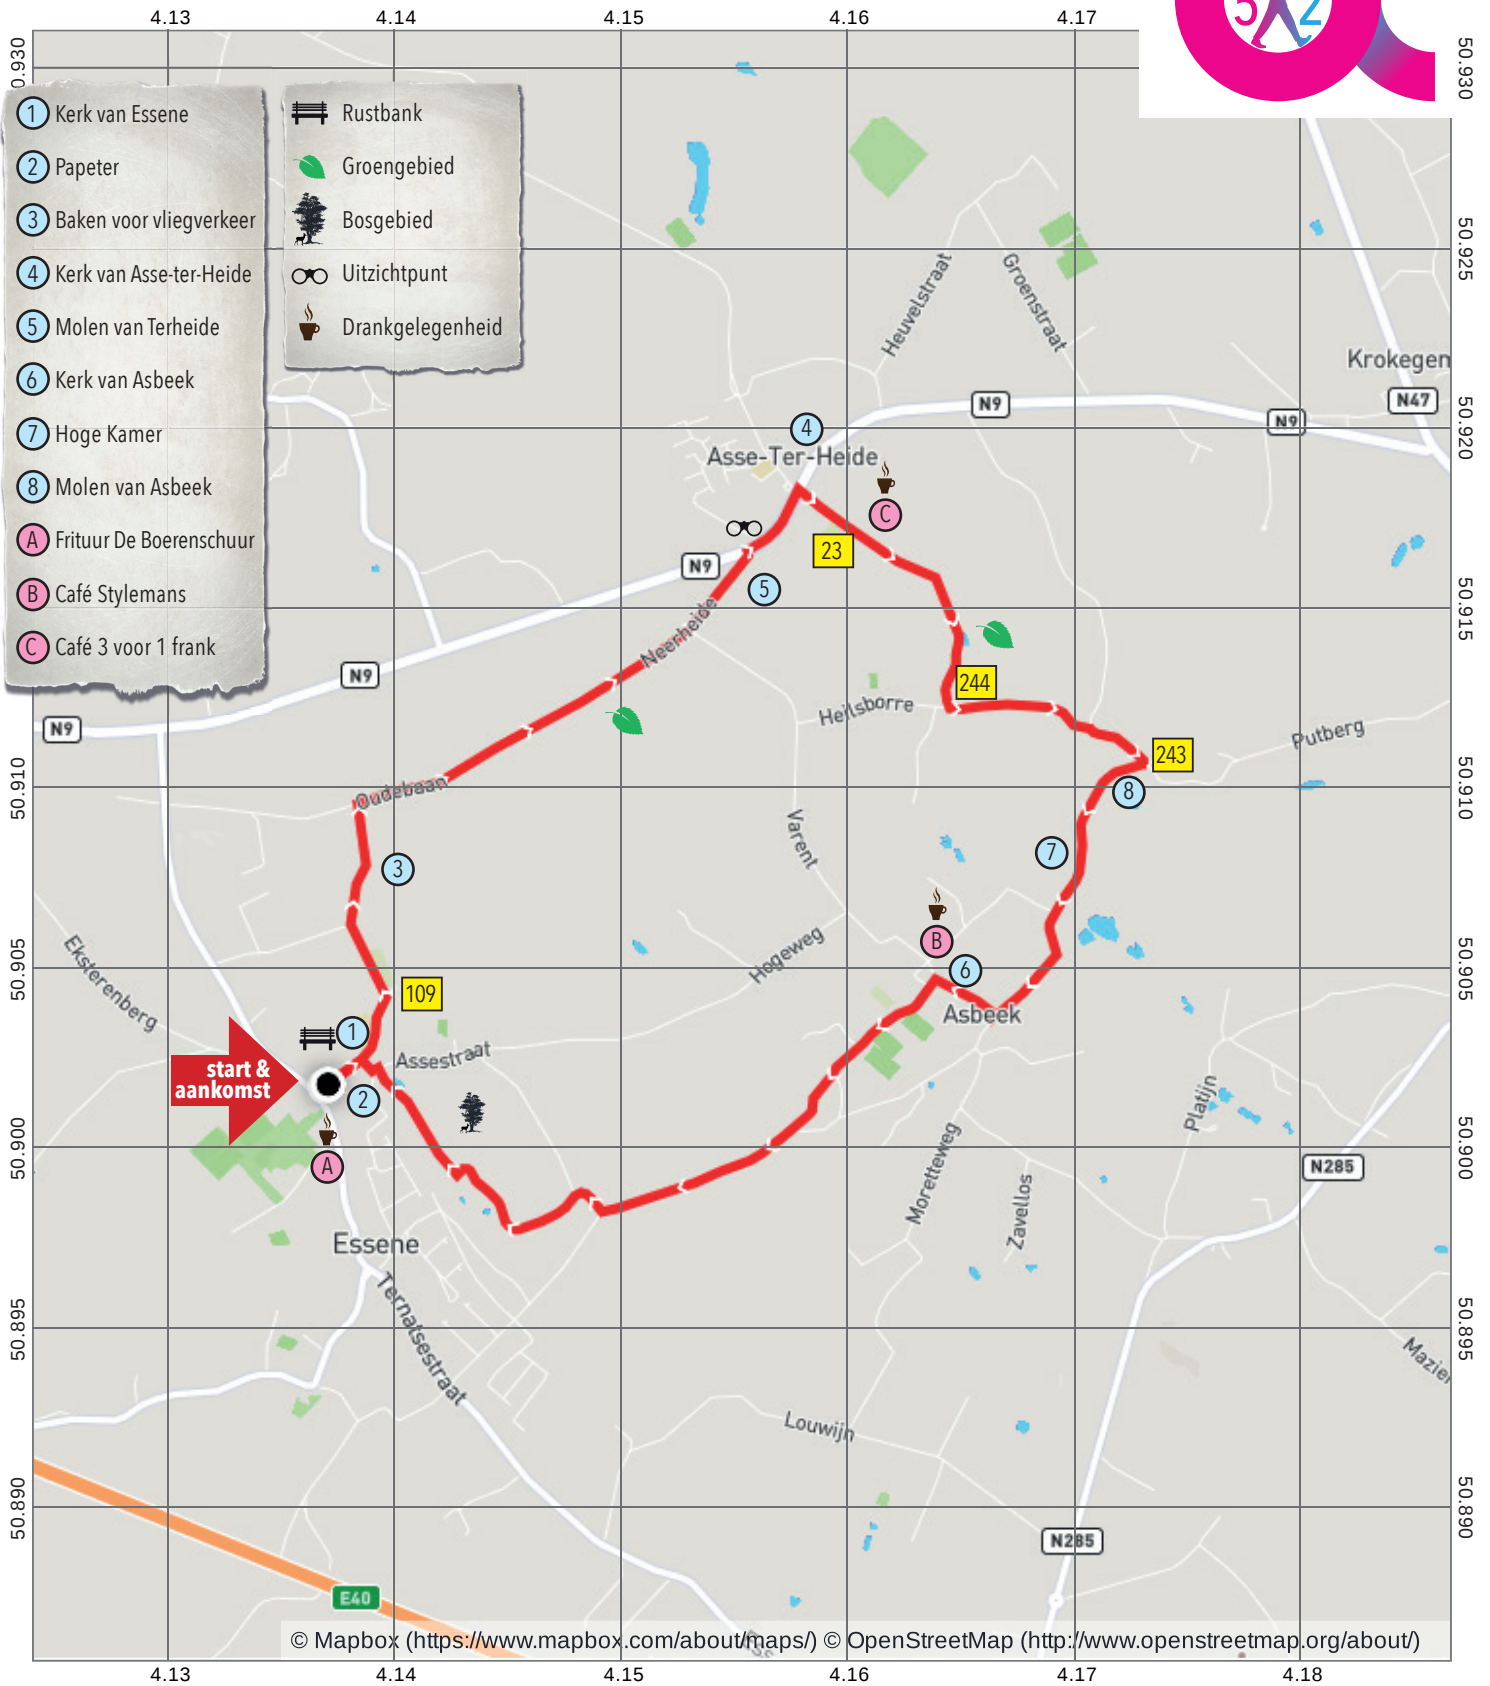 4.13
4.14
4.15
4.16
4.17
5
2
0.930
50.930
1 Kerk van Essene
2 Papeter
3 Baken voor vliegverkeer
4 Kerk van Asse-ter-Heide
5 Molen van Terheide
6 Kerk van Asbeek
7 Hoge Kamer
8 Molen van Asbeek
A Frituur De Boerenschuur
B Café Stylemans
C Café 3 voor 1 frank
Rustbank
Groengebied
Bosgebied
Uitzichtpunt
Drankgelegenheid
50.925
Heuvelstraat
Groenstraat
Krokegem
N47
N9
N9
50.920
4
Asse-Ter-Heide
C
23
N9
5
50.915
Neerheide
N9
244
Heilsborre
N9
243
Putberg
50.910
50.910
Oudebaan
8
Varent
7
3
B
Hogeweg
6
50.905
50.905
Eksterenberg
109
Asbeek
1
Assestraat
start &
aankomst
2
Platijn
50.900
50.900
A
Moretteweg
Zavellos
N285
Essene
Ternatsestraat
50.895
50.895
Mazier
Louwijn
50.890
50.890
N285
E40
© Mapbox (https://www.mapbox.com/about/maps/) © OpenStreetMap (http://www.openstreetmap.org/about/)
4.13
4.14
4.15
4.16
4.17
4.18